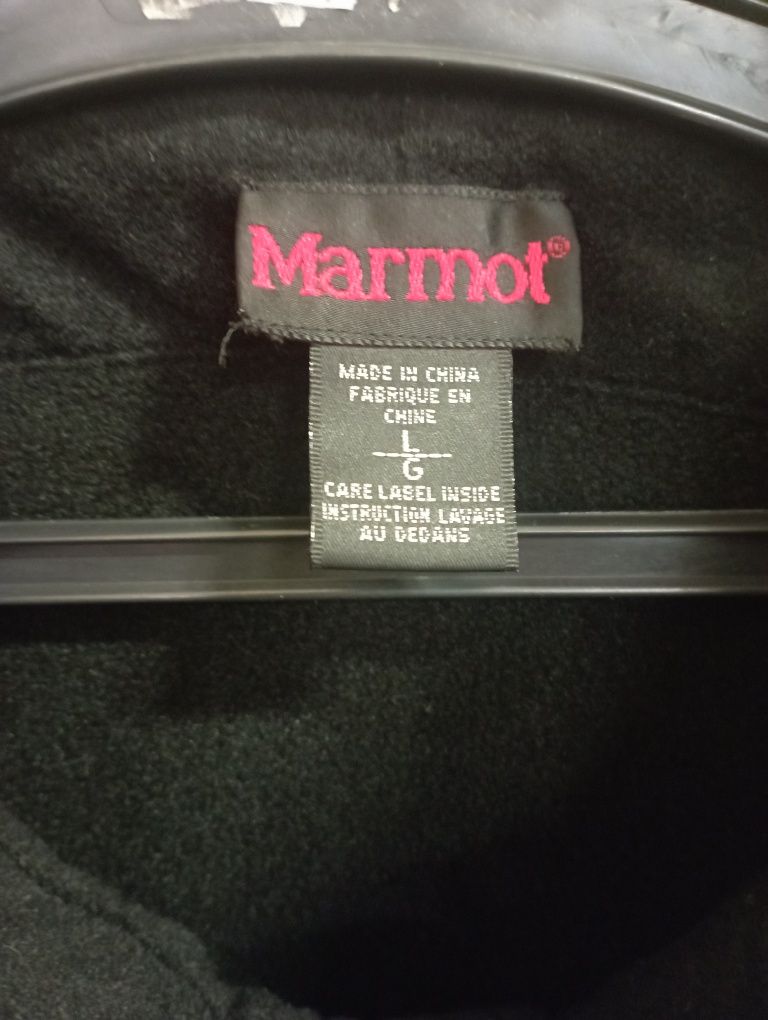 Marmot®
MADE IN CHINA
FABRIQUE EN
CHINE
L
G
CARE LABEL INSIDE
INSTRUCTION LAVAGE
AU DEDANS